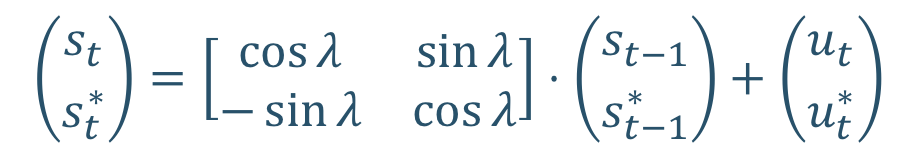 (s_t
s_t^*) = [cos λ sin λ
− sin λ cos λ] · (s_{t−1}
s_{t−1}^*) + (u_t
u_t^*)